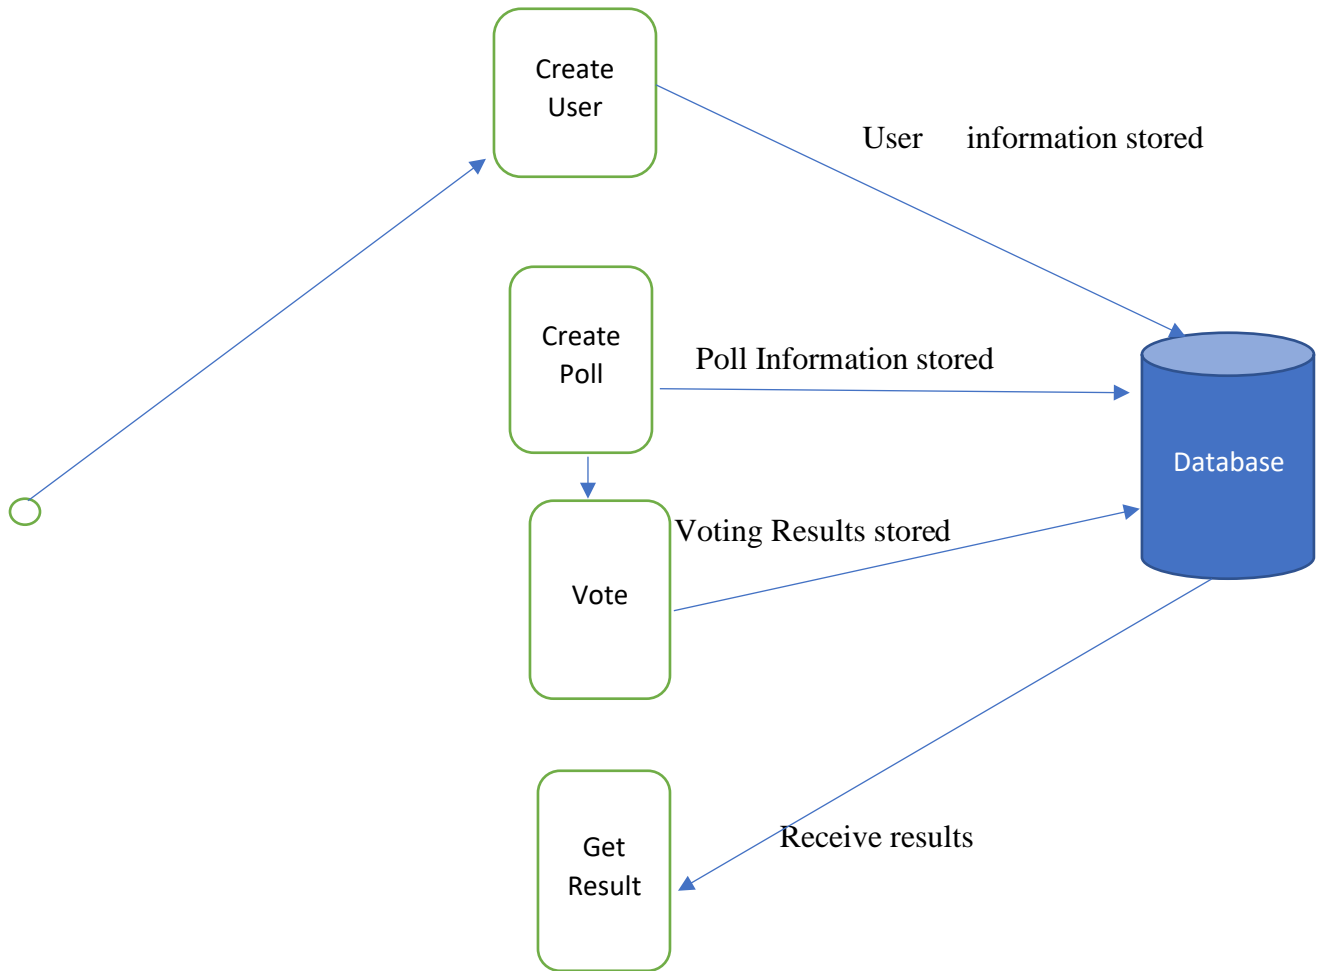 Create
User
User information stored
Create
Poll
Poll Information stored
Database
Voting Results stored
Vote
Get
Result
Receive results